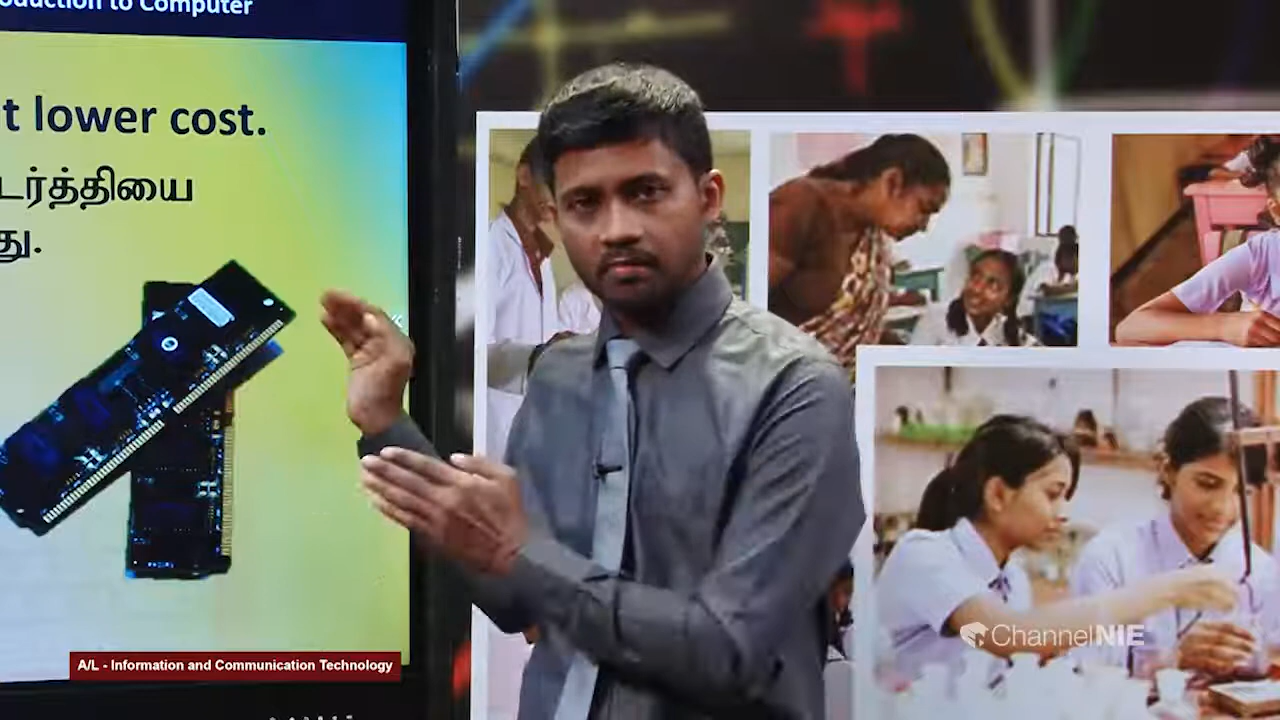 oduction to Computer
t lower cost.
டர்த்தியை
து.
A/L - Information and Communication Technology
ChannelNIE